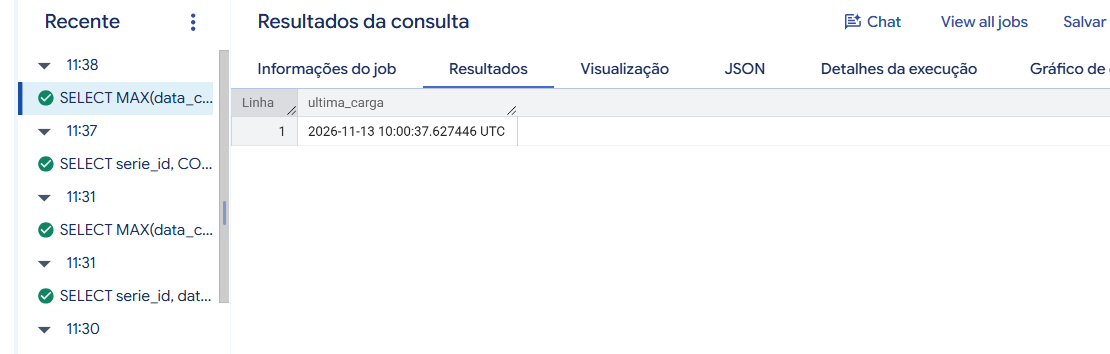 Recente
11:38
SELECT MAX(data_c...
11:37
SELECT serie_id, CO...
11:31
SELECT MAX(data_c...
11:31
SELECT serie_id, dat...
11:30
Resultados da consulta
Chat
View all jobs
Salvar
Informações do job
Resultados
Visualização
JSON
Detalhes da execução
Gráfico de
Linha
ultima_carga
1
2026-11-13 10:00:37.627446 UTC